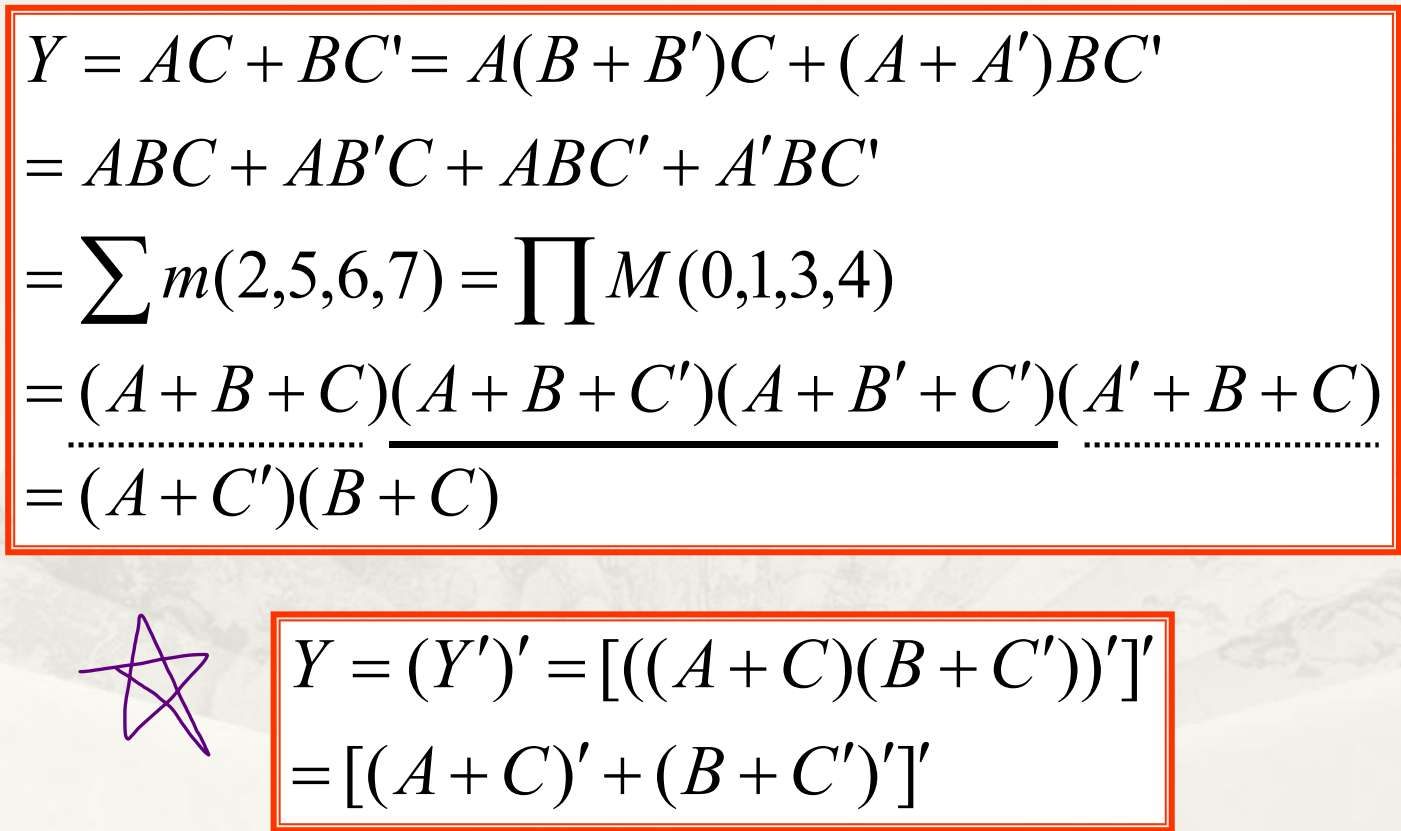 Y = AC + BC' = A(B + B′)C + (A + A′)BC'
= ABC + AB′C + ABC′ + A′BC'
= ∑ m(2,5,6,7) = ∏ M(0,1,3,4)
= (A + B + C)(A + B + C′)(A + B′ + C′)(A′ + B + C)
= (A + C′)(B + C)
Y = (Y′)′ = [((A + C)(B + C′))′]′
= [(A + C)′ + (B + C′)′]′